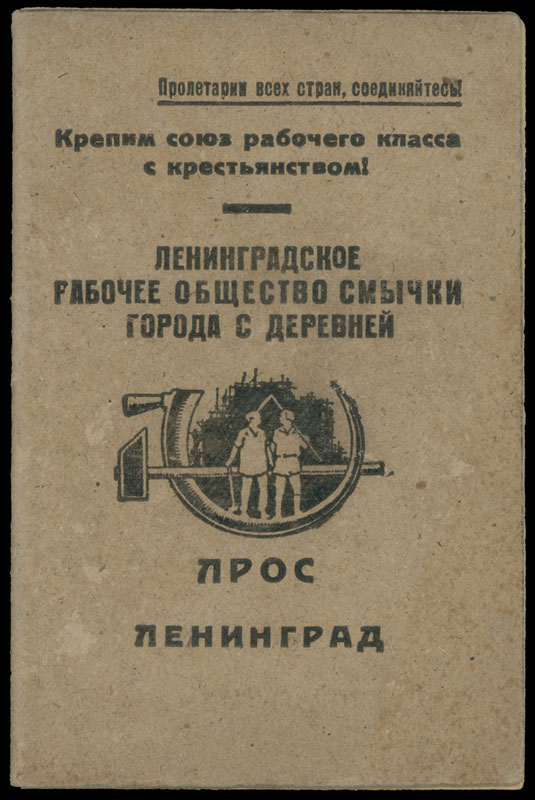 Пролетарии всех стран, соединяйтесь!
Крепим союз рабочего класса
с крестьянством!
ЛЕНИНГРАДСКОЕ
РАБОЧЕЕ ОБЩЕСТВО СМЫЧКИ
ГОРОДА С ДЕРЕВНЕЙ
ЛРОС
ЛЕНИНГРАД